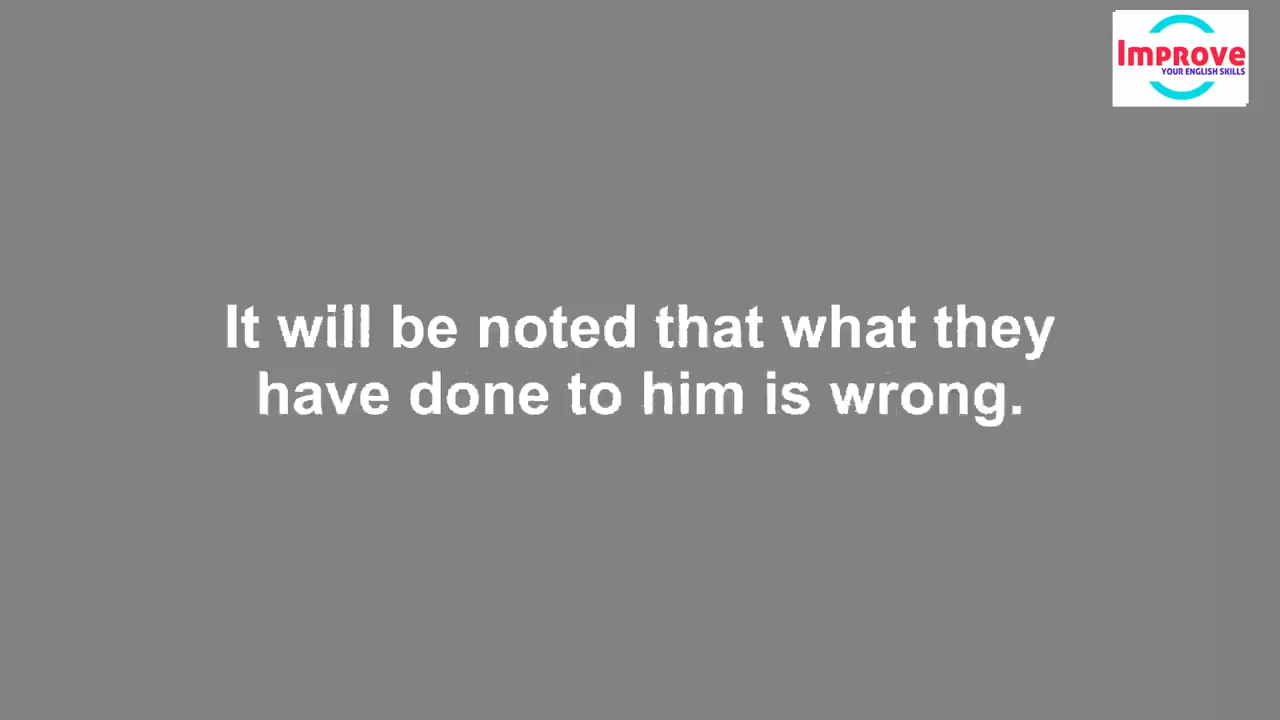 Improve
YOUR ENGLISH SKILLS
It will be noted that what they
have done to him is wrong.